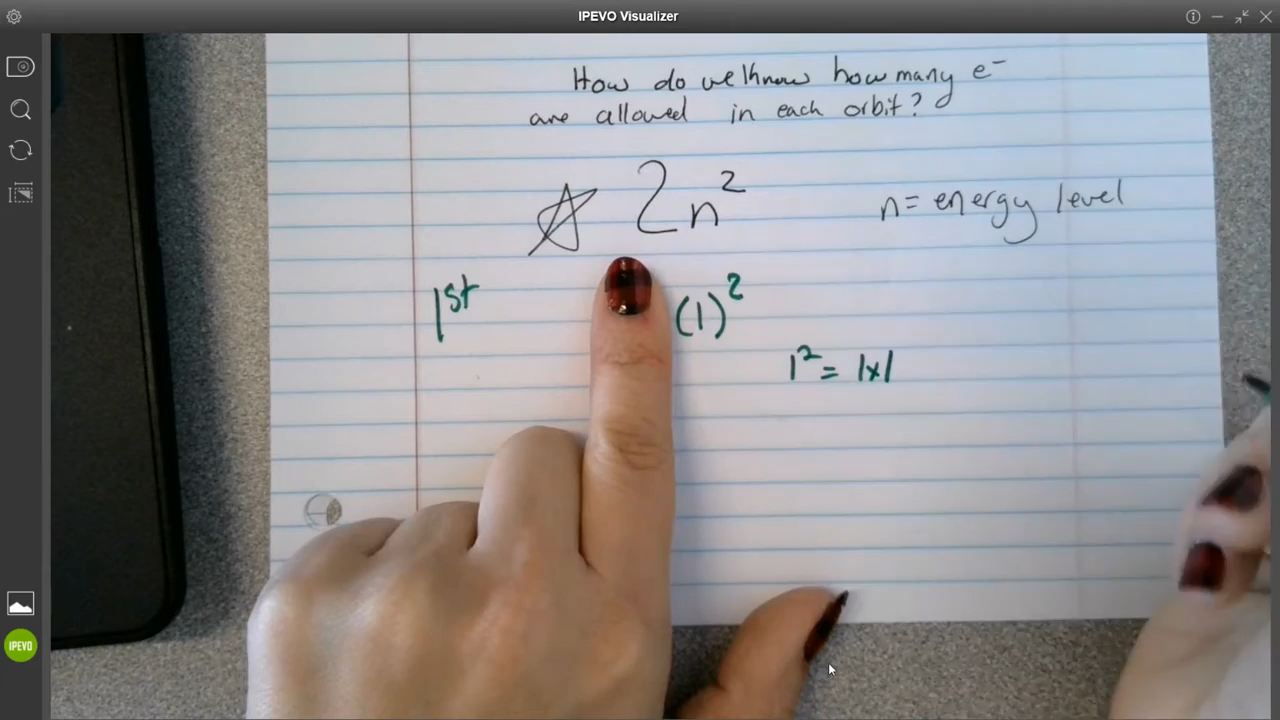 IPEVO Visualizer
How do we know how many e⁻
are allowed in each orbit?
2n²
n = energy level
1st
(1)²
1² = 1x1
IPEVO